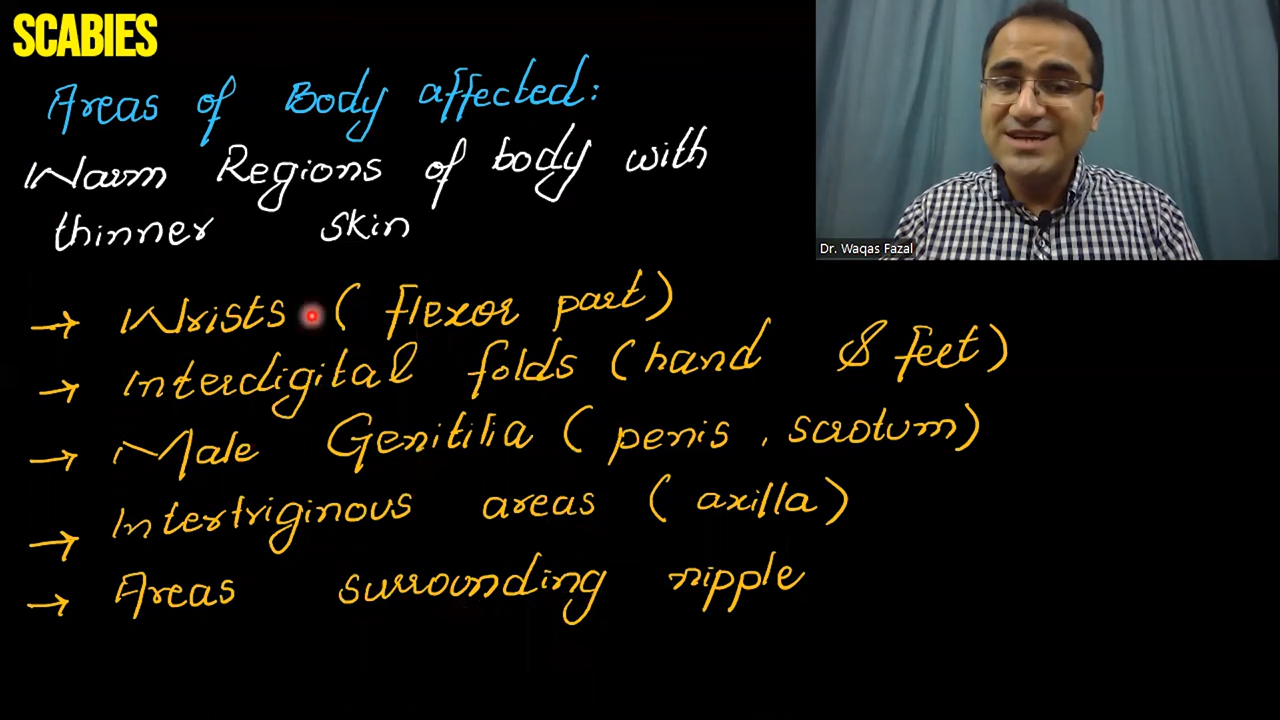 SCABIES
Areas of Body affected:
Warm Regions of body with
thinner skin
→ Wrists (flexor part)
→ Interdigital folds (hand & feet)
→ Male Genitilia (penis, scrotum)
→ Intertriginous areas (axilla)
→ Areas surrounding nipple
Dr. Waqas Fazal